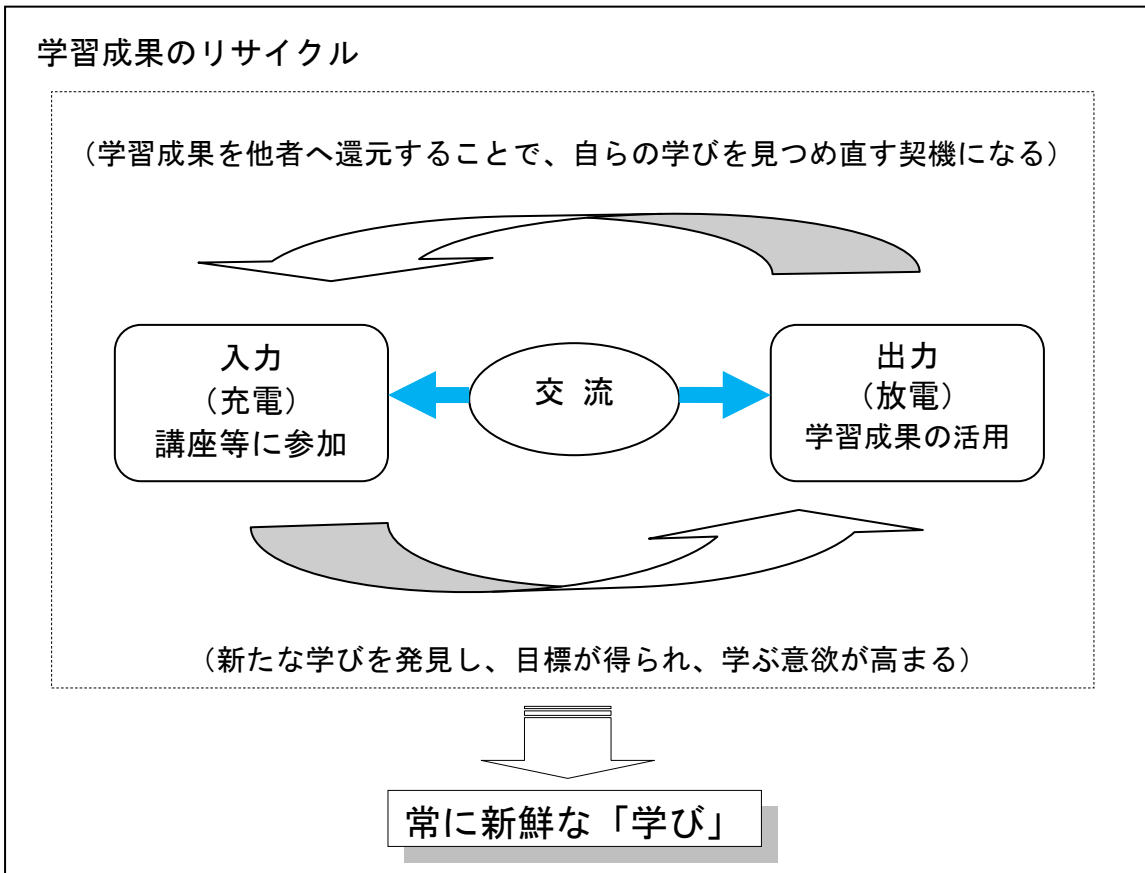 学習成果のリサイクル
（学習成果を他者へ還元することで、自らの学びを見つめ直す契機になる）
入力
（充電）
講座等に参加
交 流
出力
（放電）
学習成果の活用
（新たな学びを発見し、目標が得られ、学ぶ意欲が高まる）
常に新鮮な「学び」